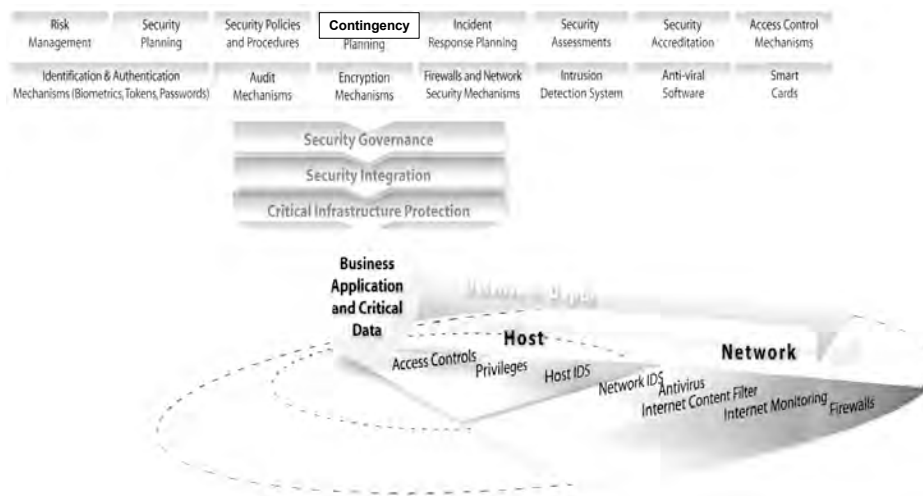 Risk
Management
Security
Planning
Security Policies
and Procedures
Contingency
Planning
Incident
Response Planning
Security
Assessments
Security
Accreditation
Access Control
Mechanisms
Identification & Authentication
Mechanisms (Biometrics, Tokens, Passwords)
Audit
Mechanisms
Encryption
Mechanisms
Firewalls and Network
Security Mechanisms
Intrusion
Detection System
Anti-viral
Software
Smart
Cards
Security Governance
Security Integration
Critical Infrastructure Protection
Business
Application
and Critical
Data
Host
Network
Access Controls
Privileges
Host IDS
Network IDS
Antivirus
Internet Content Filter
Internet Monitoring
Firewalls